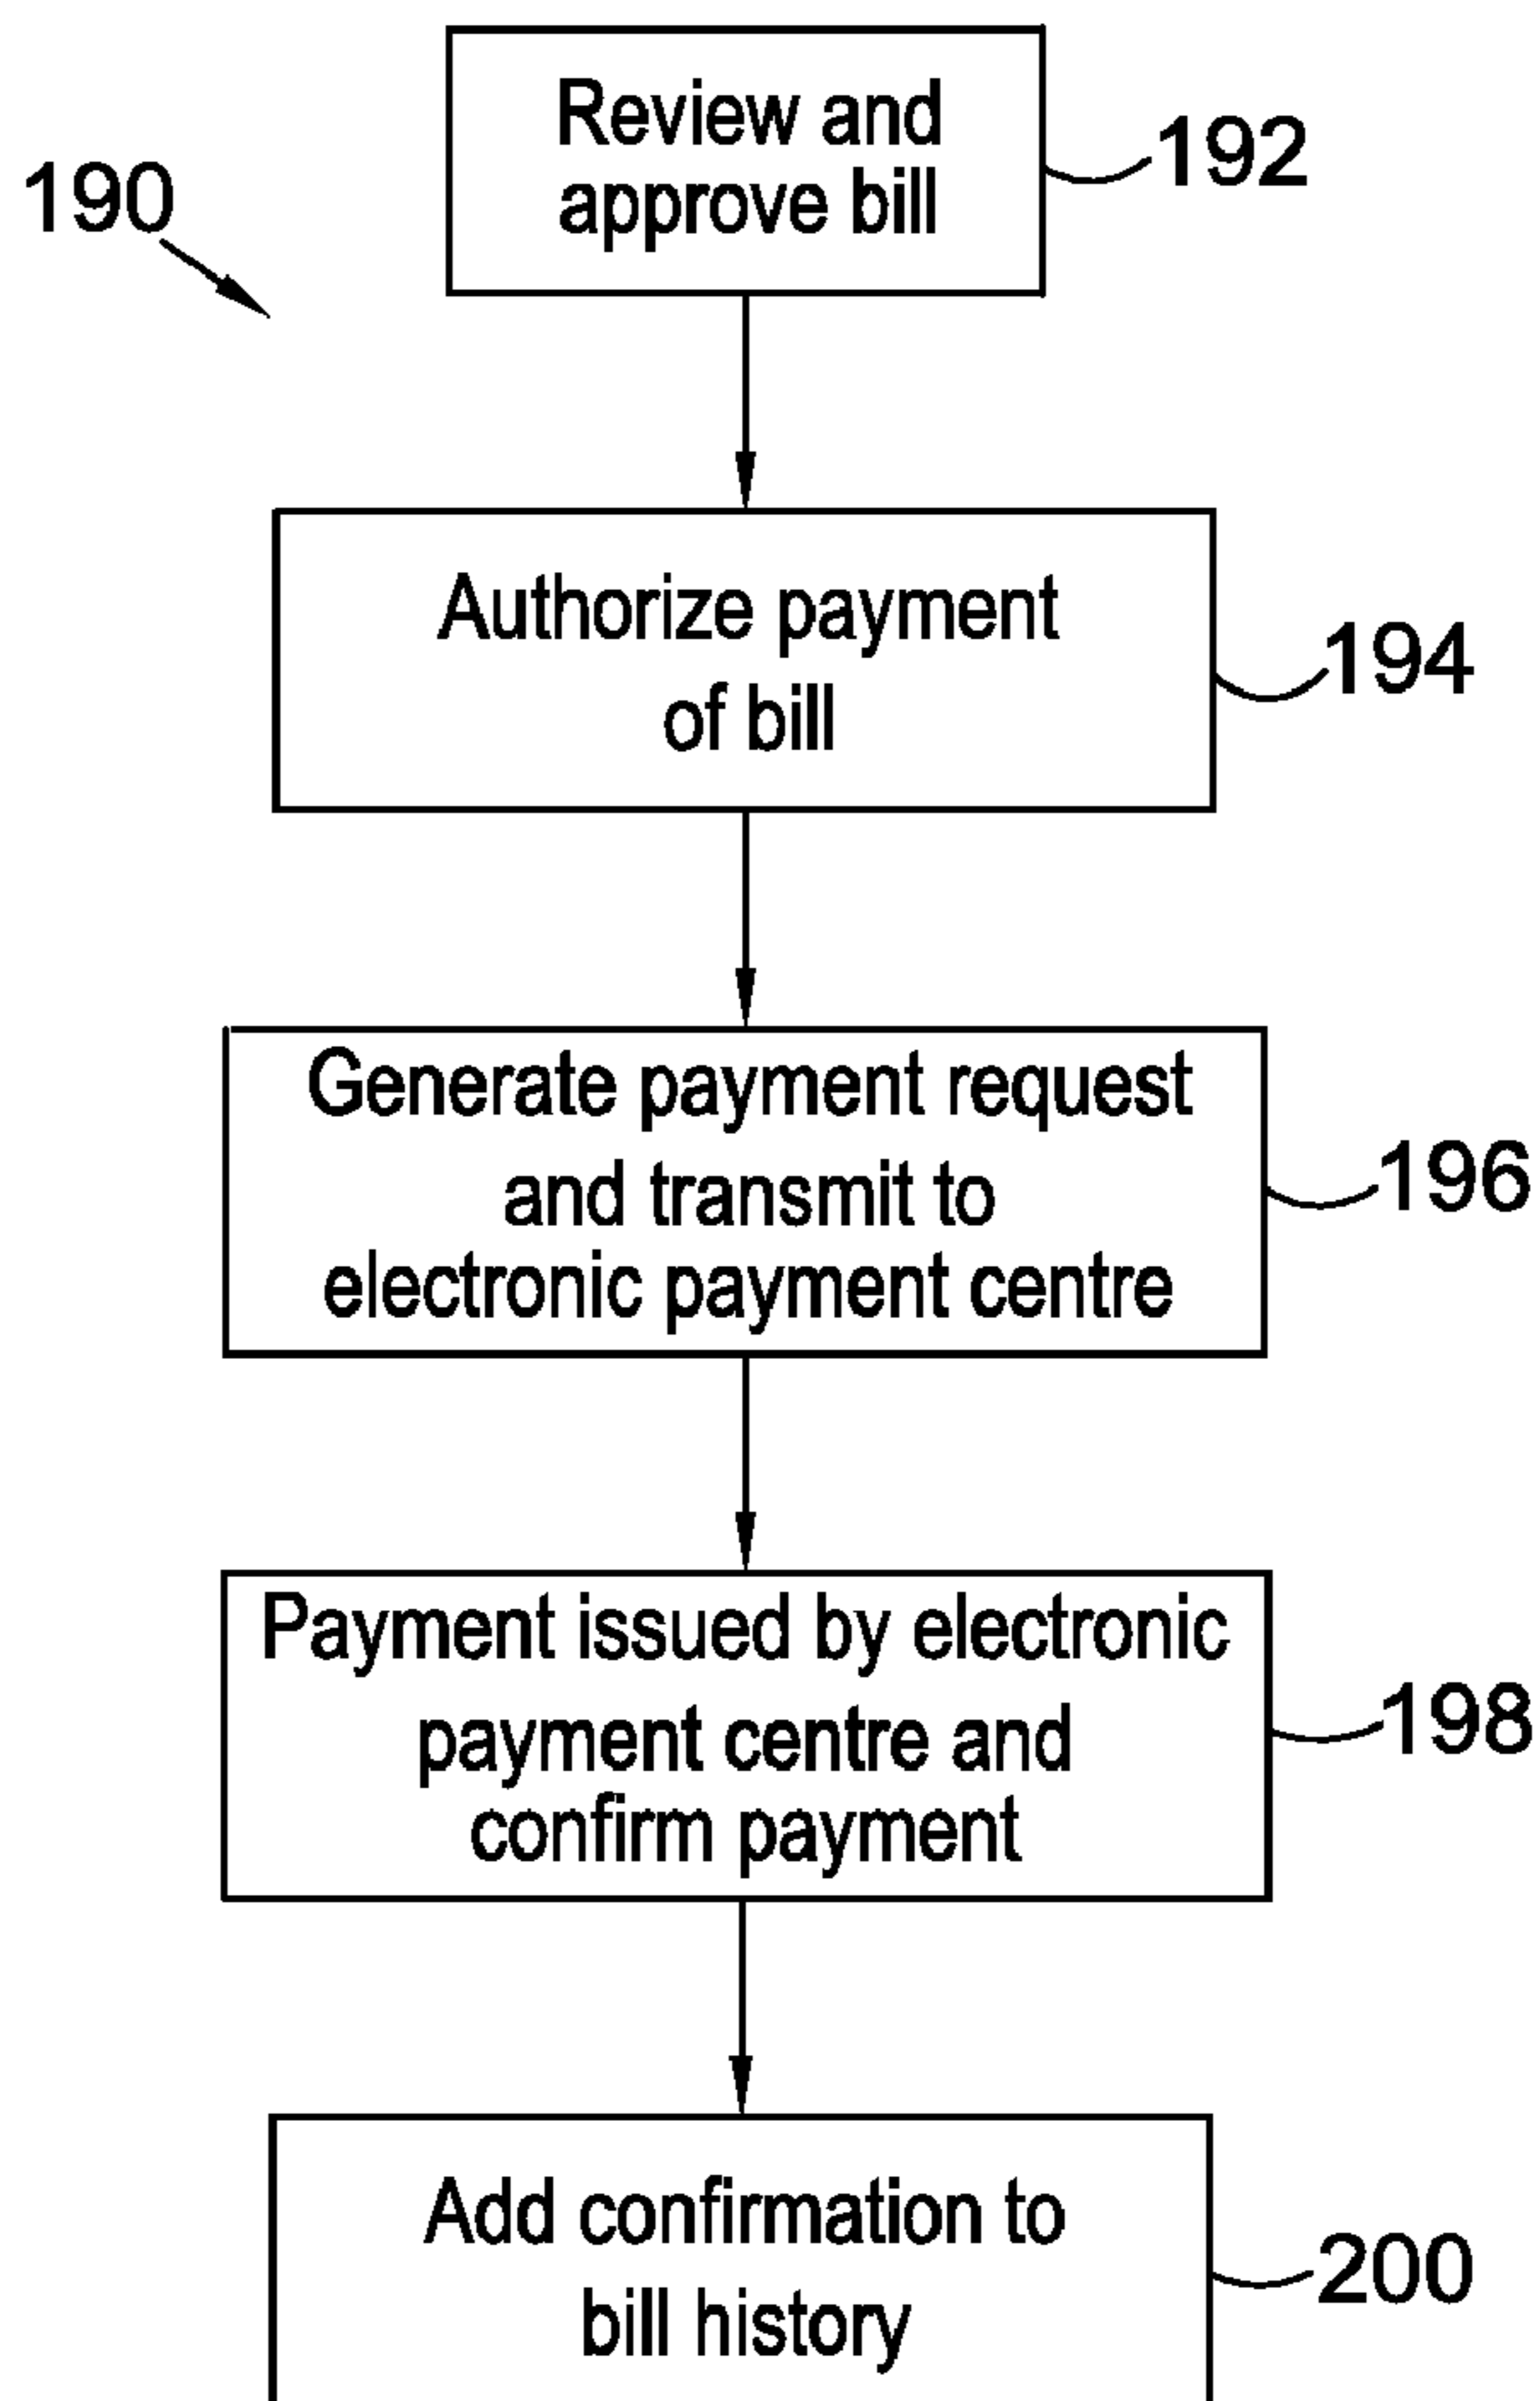 Review and
approve bill
192
190
Authorize payment
of bill
194
Generate payment request
and transmit to
electronic payment centre
196
Payment issued by electronic
payment centre and
confirm payment
198
Add confirmation to
bill history
200